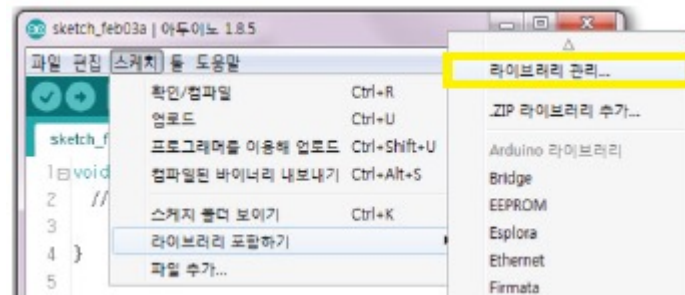 sketch_feb03a | 아두이노 1.8.5
파일 편집 스케치 툴 도움말
확인/컴파일 Ctrl+R
업로드 Ctrl+U
프로그래머를 이용해 업로드 Ctrl+Shift+U
컴파일된 바이너리 내보내기 Ctrl+Alt+S
스케치 폴더 보이기 Ctrl+K
라이브러리 포함하기
파일 추가...
라이브러리 관리...
.ZIP 라이브러리 추가...
Arduino 라이브러리
Bridge
EEPROM
Esplora
Ethernet
Firmata
sketch_f
1 void
2 //
3
4 }
5